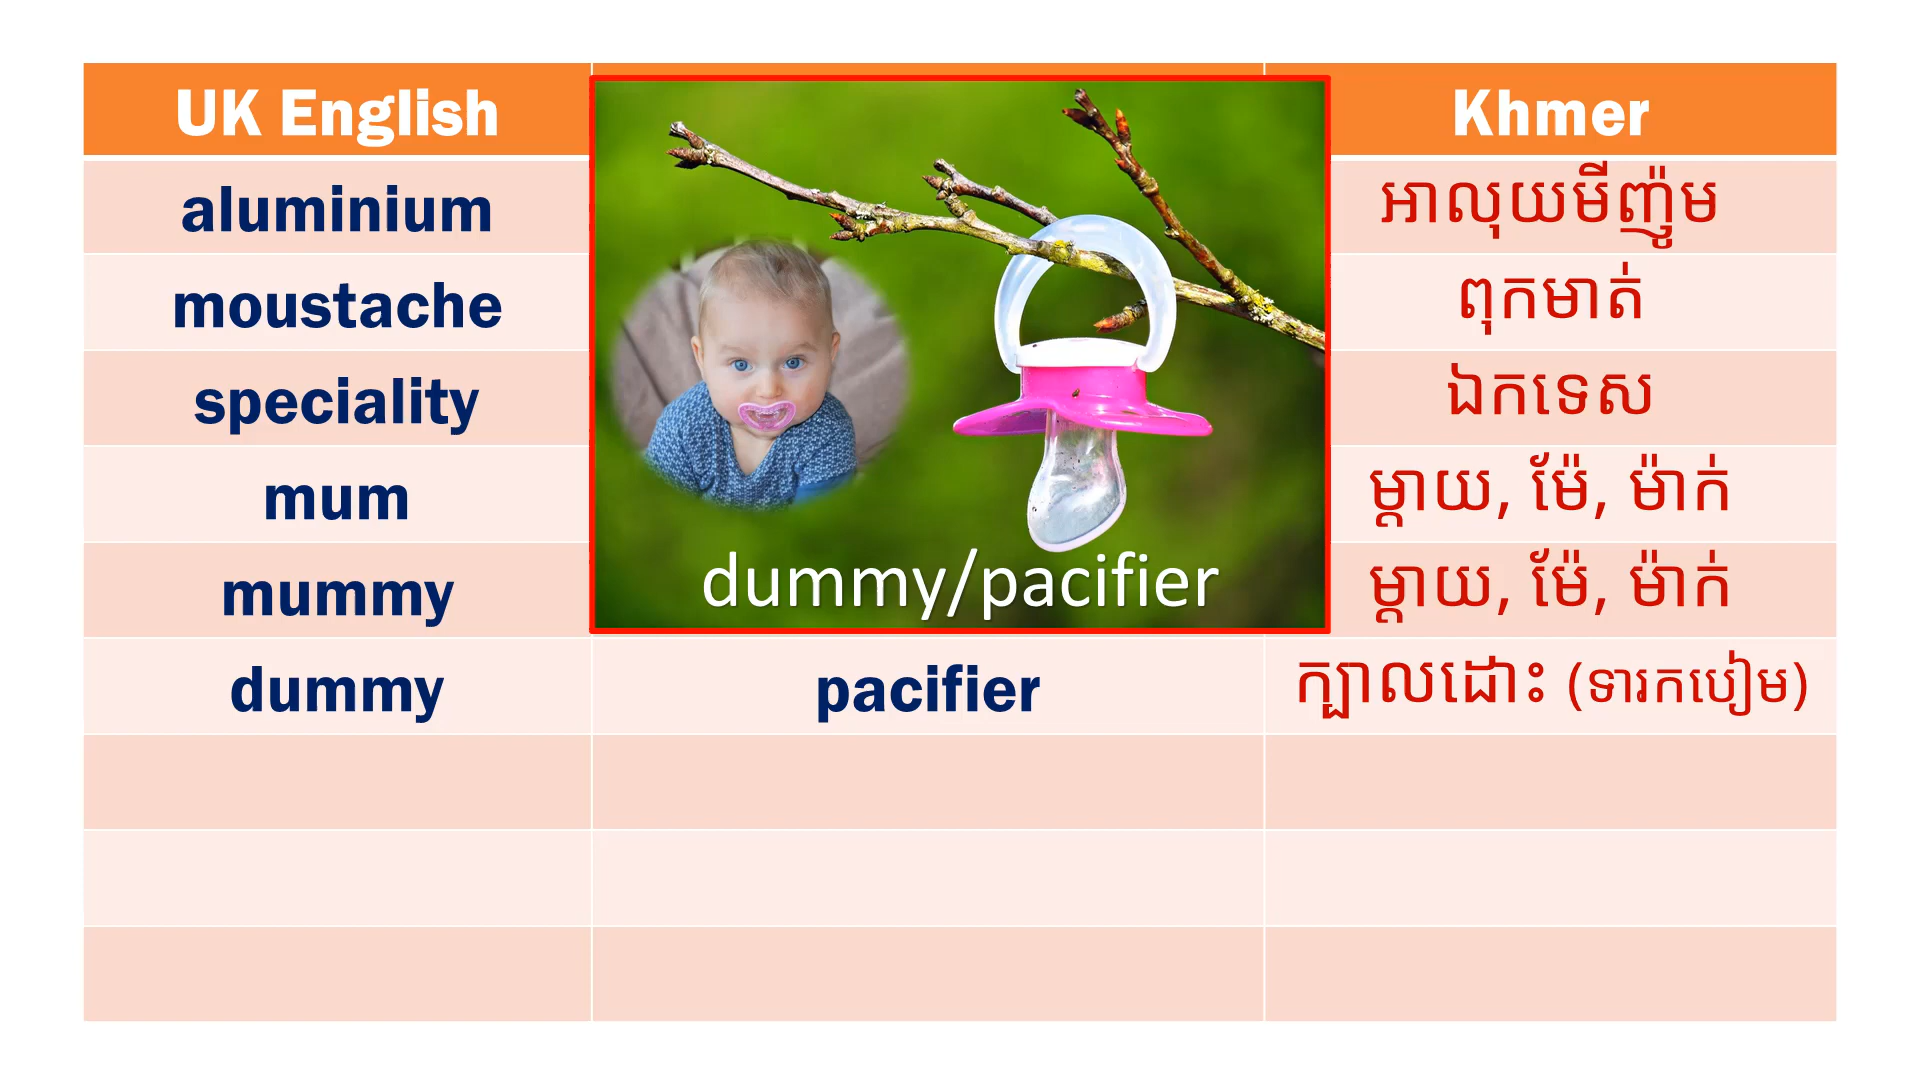 UK English
Khmer
aluminium
អាលុយមីញ៉ូម
moustache
ពុកមាត់
speciality
ឯកទេស
mum
ម្ដាយ, ម៉ែ, ម៉ាក់
mummy
ម្ដាយ, ម៉ែ, ម៉ាក់
dummy/pacifier
dummy
pacifier
ក្បាលដោះ (ទារកបៀម)